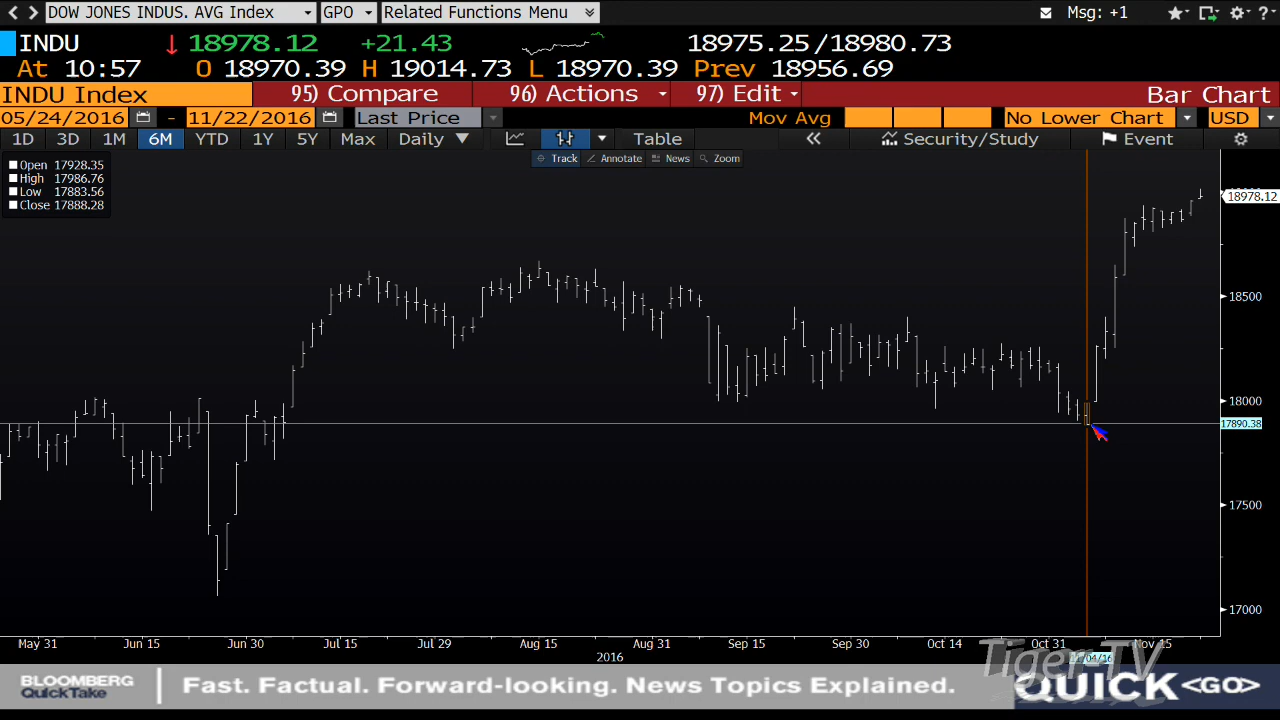 DOW JONES INDUS. AVG Index GPO Related Functions Menu Msg: +1
INDU 18978.12 +21.43 18975.25/18980.73
At 10:57 O 18970.39 H 19014.73 L 18970.39 Prev 18956.69
INDU Index 95) Compare 96) Actions 97) Edit Bar Chart
05/24/2016 - 11/22/2016 Last Price Mov Avg No Lower Chart USD
1D 3D 1M 6M YTD 1Y 5Y Max Daily Table Security/Study Event
Track Annotate News Zoom
Open 17928.35
High 17986.76
Low 17883.56
Close 17888.28
18978.12
18500
18000
17890.38
17500
17000
May 31 Jun 15 Jun 30 Jul 15 Jul 29 Aug 15 Aug 31 Sep 15 Sep 30 Oct 14 Oct 31 Nov 15
2016
Tiger-TV
BLOOMBERG
QuickTake
Fast. Factual. Forward-looking. News Topics Explained.
QUICK <GO>